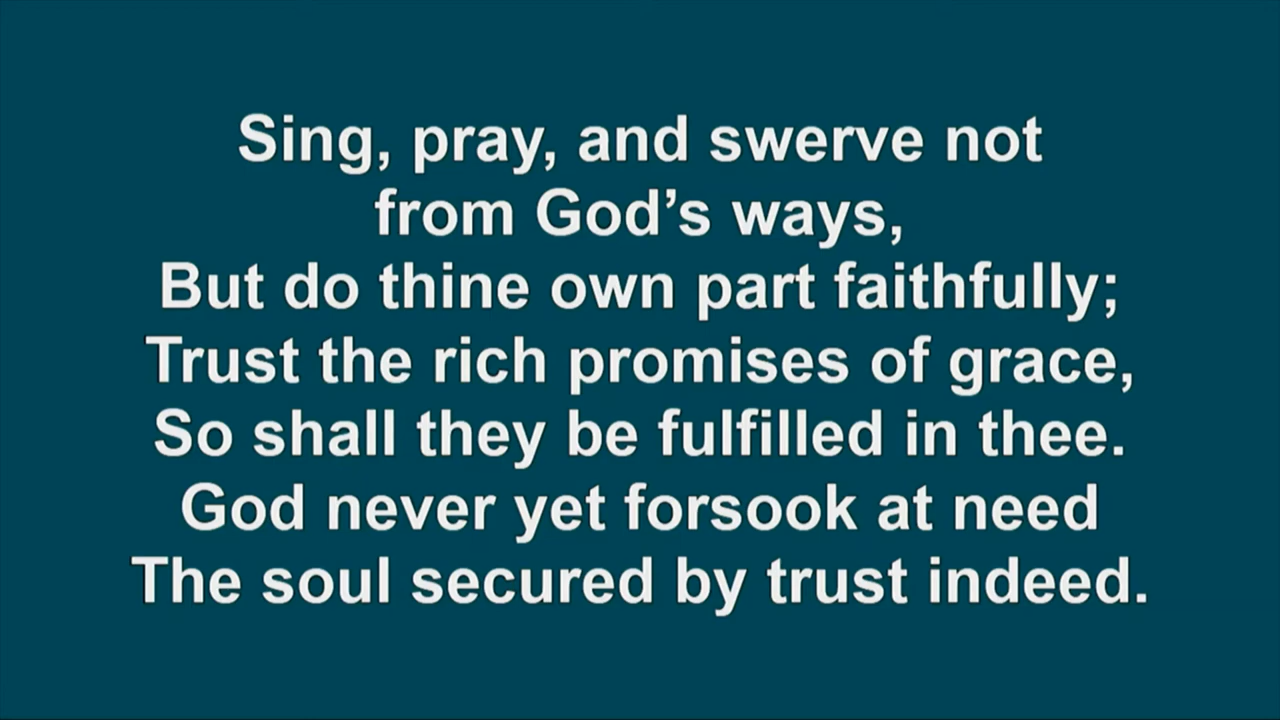 Sing, pray, and swerve not
from God’s ways,
But do thine own part faithfully;
Trust the rich promises of grace,
So shall they be fulfilled in thee.
God never yet forsook at need
The soul secured by trust indeed.